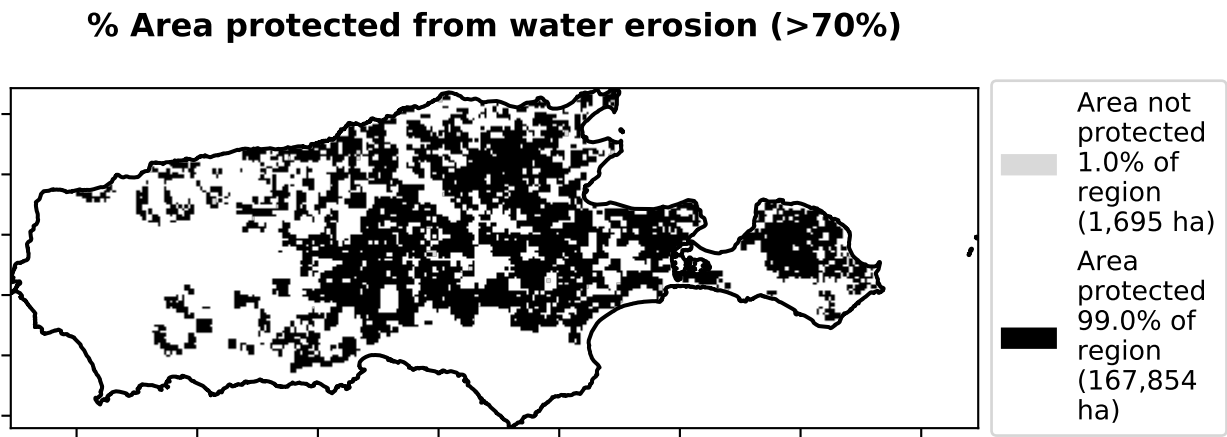 % Area protected from water erosion (>70%)
Area not
protected
1.0% of
region
(1,695 ha)
Area
protected
99.0% of
region
(167,854
ha)